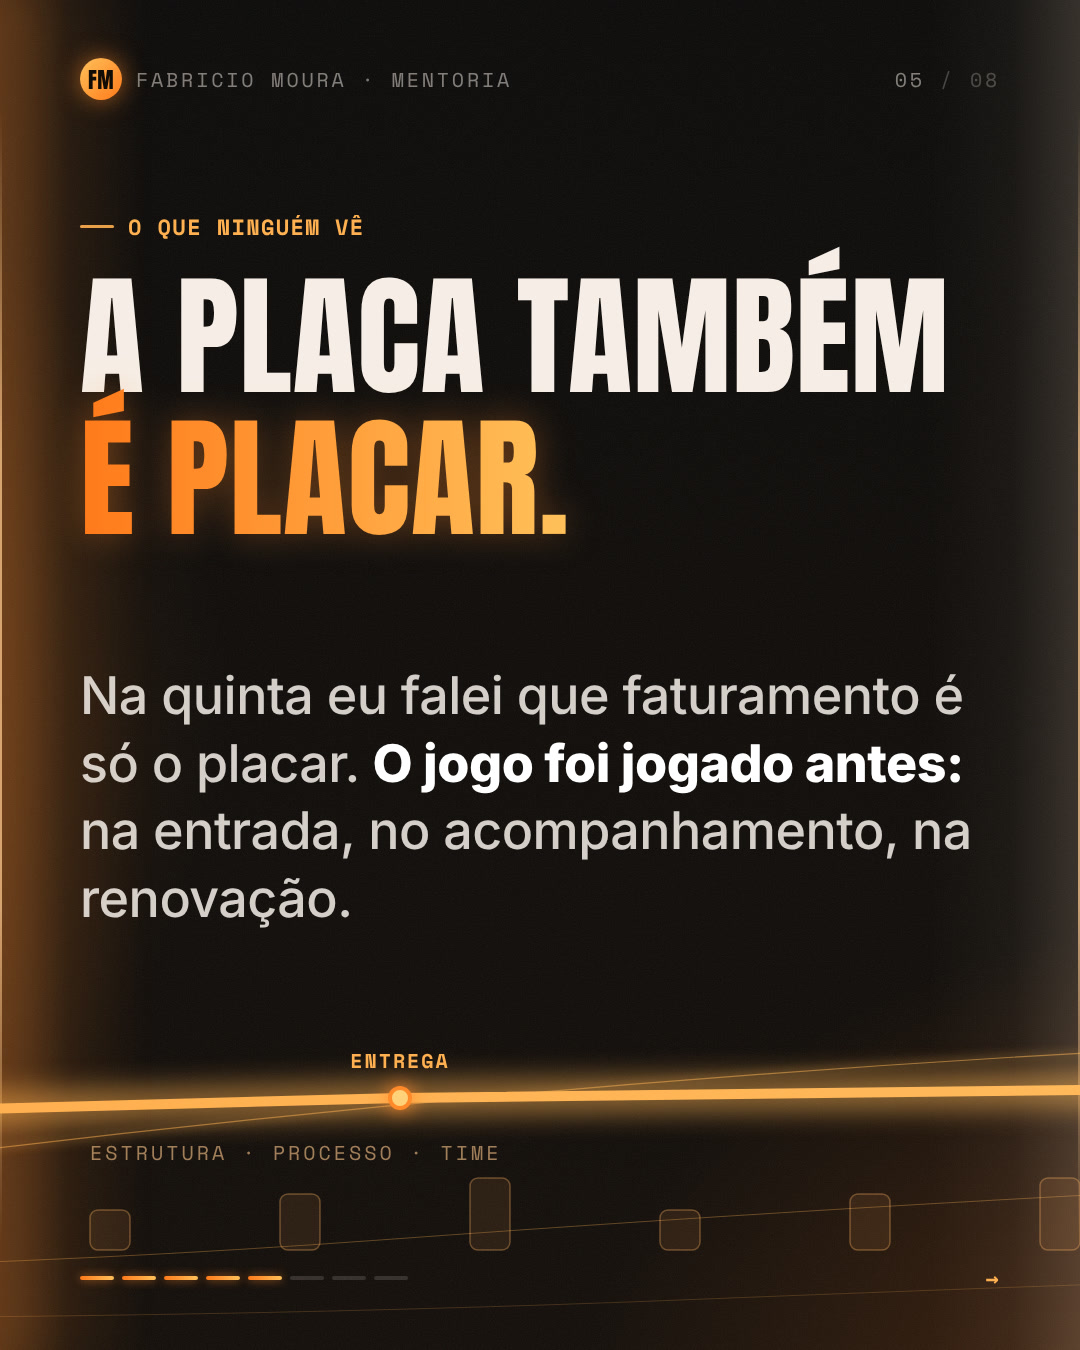 FM FABRICIO MOURA · MENTORIA
05 / 08
O QUE NINGUÉM VÊ
A PLACA TAMBÉM
É PLACAR.
Na quinta eu falei que faturamento é
só o placar. O jogo foi jogado antes:
na entrada, no acompanhamento, na
renovação.
ENTREGA
ESTRUTURA · PROCESSO · TIME
→